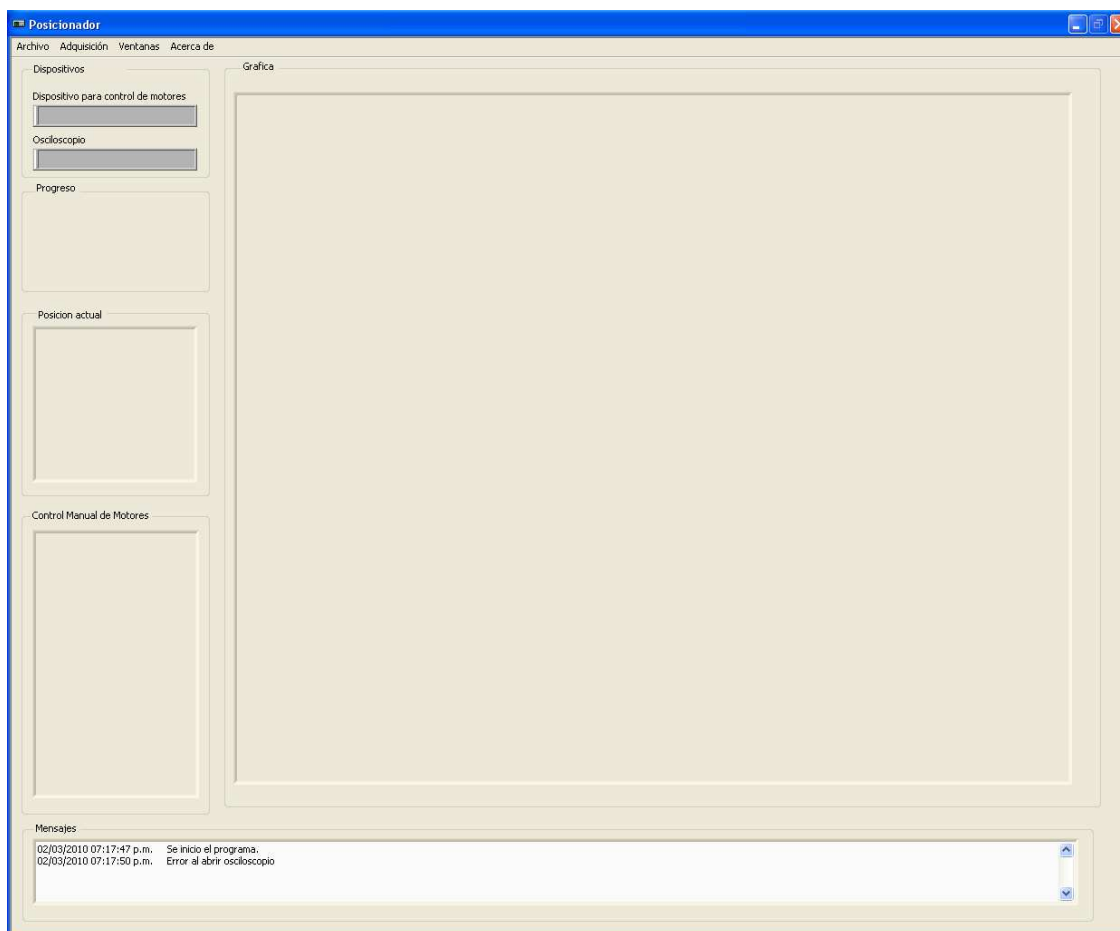 Posicionador
Archivo Adquisición Ventanas Acerca de
Dispositivos
Dispositivo para control de motores
Osciloscopio
Progreso
Posicion actual
Control Manual de Motores
Grafica
Mensajes
02/03/2010 07:17:47 p.m. Se inicio el programa.
02/03/2010 07:17:50 p.m. Error al abrir osciloscopio